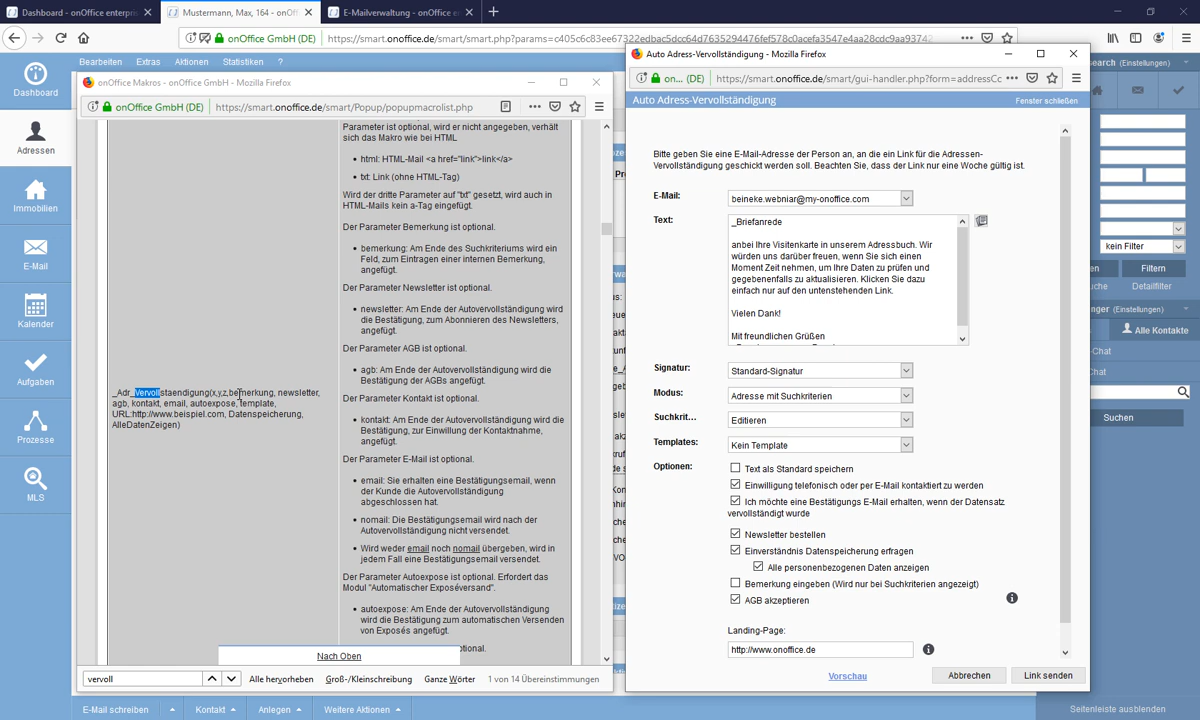 Dashboard - onOffice enterpris
Mustermann, Max, 164 - onOff
E-Mailverwaltung - onOffice en
onOffice GmbH (DE)
https://smart.onoffice.de/smart/smart.php?params=c405c6c83ee67322edbac5dcc64d7635294476fef578c0acefa3547e4aa28cdc9aa93742
Bearbeiten
Extras
Aktionen
Statistiken
?
Dashboard
Adressen
Immobilien
E-Mail
Kalender
Aufgaben
Prozesse
MLS
onOffice Makros - onOffice GmbH - Mozilla Firefox
onOffice GmbH (DE)
https://smart.onoffice.de/smart/Popup/popupmacrolist.php
_Adr_Vervollstaendigung(x,y,z,bemerkung, newsletter,
agb, kontakt, email, autoexpose, template,
URL:http://www.beispiel.com, Datenspeicherung,
AlleDatenZeigen)
Parameter ist optional, wird er nicht angegeben, verhält
sich das Makro wie bei HTML
• html: HTML-Mail <a href="link">link</a>
• txt: Link (ohne HTML-Tag)
Wird der dritte Parameter auf "txt" gesetzt, wird auch in
HTML-Mails kein a-Tag eingefügt.
Der Parameter Bemerkung ist optional.
• bemerkung: Am Ende des Suchkriteriums wird ein
Feld, zum Eintragen einer internen Bemerkung,
angefügt.
Der Parameter Newsletter ist optional.
• newsletter: Am Ende der Autovervollständigung wird
die Bestätigung, zum Abonnieren des Newsletters,
angefügt.
Der Parameter AGB ist optional.
• agb: Am Ende der Autovervollständigung wird die
Bestätigung der AGBs angefügt.
Der Parameter Kontakt ist optional.
• kontakt: Am Ende der Autovervollständigung wird die
Bestätigung, zur Einwillung der Kontaktnahme,
angefügt.
Der Parameter E-Mail ist optional.
• email: Sie erhalten eine Bestätigungsemail, wenn
der Kunde die Autovervollständigung
abgeschlossen hat.
• nomail: Die Bestätigungsemail wird nach der
Autovervollständigung nicht versendet.
• Wird weder email noch nomail übergeben, wird in
jedem Fall eine Bestätigungsemail versendet.
Der Parameter Autoexpose ist optional. Erfordert das
Modul "Automatischer Exposéversand".
• autoexpose: Am Ende der Autovervollständigung
wird die Bestätigung zum automatischen Versenden
von Exposés angefügt.
optional.
Nach Oben
vervoll
Alle hervorheben
Groß-/Kleinschreibung
Ganze Wörter
1 von 14 Übereinstimmungen
Auto Adress-Vervollständigung - Mozilla Firefox
on... (DE)
https://smart.onoffice.de/smart/gui-handler.php?form=addressCc
Auto Adress-Vervollständigung
Fenster schließen
Bitte geben Sie eine E-Mail-Adresse der Person an, an die ein Link für die Adressen-
Vervollständigung geschickt werden soll. Beachten Sie, dass der Link nur eine Woche gültig ist.
E-Mail:
beineke.webniar@my-onoffice.com
Text:
_Briefanrede
anbei Ihre Visitenkarte in unserem Adressbuch. Wir
würden uns darüber freuen, wenn Sie sich einen
Moment Zeit nehmen, um Ihre Daten zu prüfen und
gegebenenfalls zu aktualisieren. Klicken Sie dazu
einfach nur auf den untenstehenden Link.
Vielen Dank!
Mit freundlichen Grüßen
Signatur:
Standard-Signatur
Modus:
Adresse mit Suchkriterien
Suchkrit...
Editieren
Templates:
Kein Template
Optionen:
Text als Standard speichern
Einwilligung telefonisch oder per E-Mail kontaktiert zu werden
Ich möchte eine Bestätigungs E-Mail erhalten, wenn der Datensatz
vervollständigt wurde
Newsletter bestellen
Einverständnis Datenspeicherung erfragen
Alle personenbezogenen Daten anzeigen
Bemerkung eingeben (Wird nur bei Suchkriterien angezeigt)
AGB akzeptieren
Landing-Page:
http://www.onoffice.de
Vorschau
Abbrechen
Link senden
search (Einstellungen)
kein Filter
en
Filtern
uche
Detailfilter
nger (Einstellungen)
Alle Kontakte
-Chat
hat
Suchen
E-Mail schreiben
Kontakt
Anlegen
Weitere Aktionen
Seitenleiste ausblenden